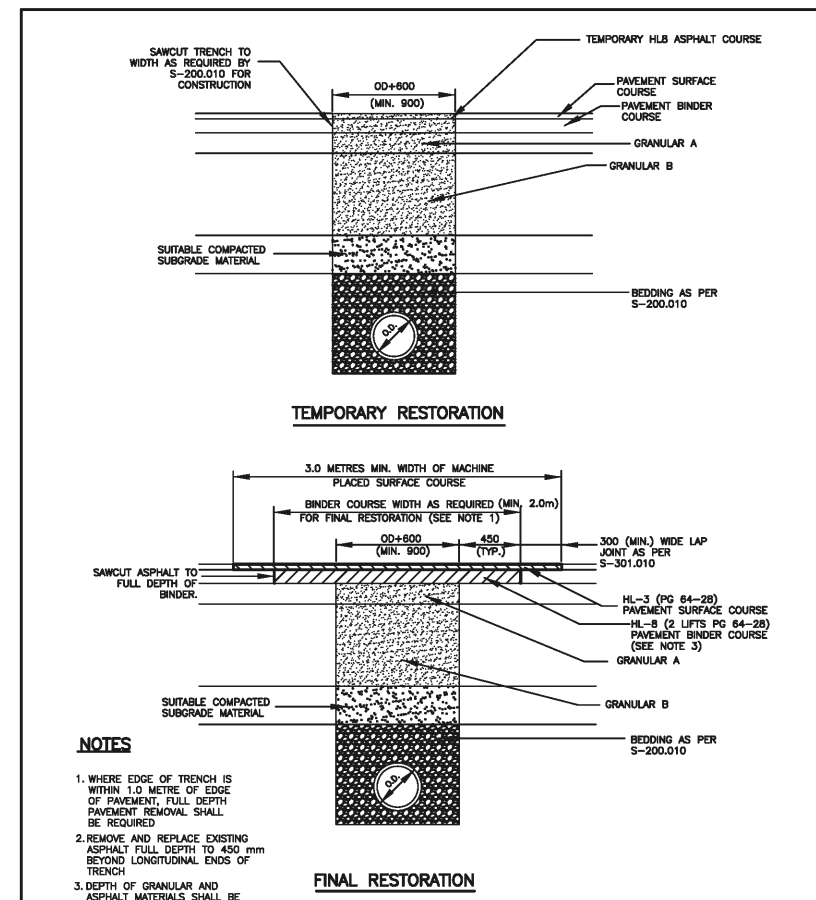 SAWCUT TRENCH TO
WIDTH AS REQUIRED BY
S-200.010 FOR
CONSTRUCTION
OD+600
(MIN. 900)
TEMPORARY HL8 ASPHALT COURSE
PAVEMENT SURFACE
COURSE
PAVEMENT BINDER
COURSE
GRANULAR A
GRANULAR B
SUITABLE COMPACTED
SUBGRADE MATERIAL
BEDDING AS PER
S-200.010
O.D.
TEMPORARY RESTORATION
3.0 METRES MIN. WIDTH OF MACHINE
PLACED SURFACE COURSE
BINDER COURSE WIDTH AS REQUIRED (MIN. 2.0m)
FOR FINAL RESTORATION (SEE NOTE 1)
OD+600
(MIN. 900)
450
(TYP.)
300 (MIN.) WIDE LAP
JOINT AS PER
S-301.010
SAWCUT ASPHALT TO
FULL DEPTH OF
BINDER.
HL-3 (PG 64-28)
PAVEMENT SURFACE COURSE
HL-8 (2 LIFTS PG 64-28)
PAVEMENT BINDER COURSE
(SEE NOTE 3)
GRANULAR A
SUITABLE COMPACTED
SUBGRADE MATERIAL
GRANULAR B
BEDDING AS PER
S-200.010
O.D.
NOTES
1. WHERE EDGE OF TRENCH IS
WITHIN 1.0 METRE OF EDGE
OF PAVEMENT, FULL DEPTH
PAVEMENT REMOVAL SHALL
BE REQUIRED
2. REMOVE AND REPLACE EXISTING
ASPHALT FULL DEPTH TO 450 mm
BEYOND LONGITUDINAL ENDS OF
TRENCH
3. DEPTH OF GRANULAR AND
ASPHALT MATERIALS SHALL BE
FINAL RESTORATION